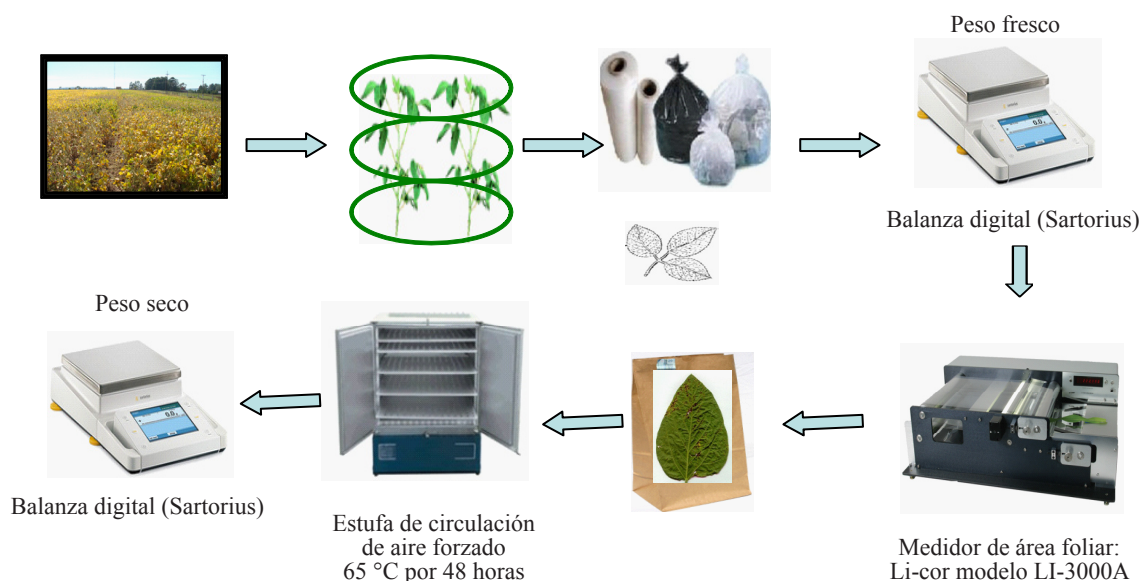 Peso fresco
Balanza digital (Sartorius)
Peso seco
Balanza digital (Sartorius)
Estufa de circulación
de aire forzado
65 °C por 48 horas
Medidor de área foliar:
Li-cor modelo LI-3000A